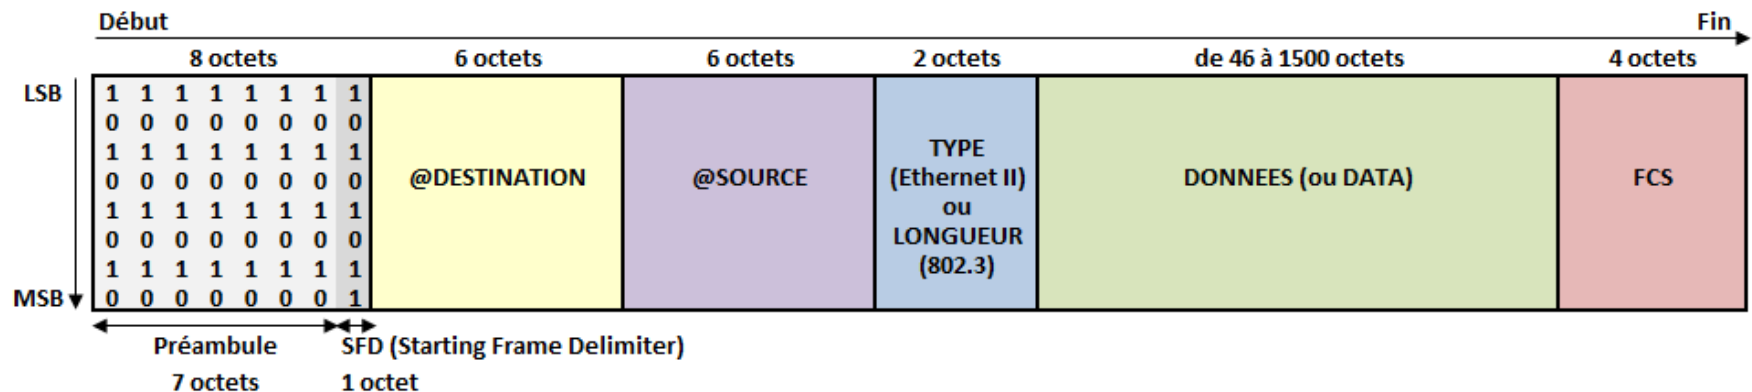 Début Fin
8 octets 6 octets 6 octets 2 octets de 46 à 1500 octets 4 octets
LSB 1 1 1 1 1 1 1 1
0 0 0 0 0 0 0 0
1 1 1 1 1 1 1 1
0 0 0 0 0 0 0 0
1 1 1 1 1 1 1 1
0 0 0 0 0 0 0 0
1 1 1 1 1 1 1 1
MSB 0 0 0 0 0 0 0 1
@DESTINATION
@SOURCE
TYPE
(Ethernet II)
ou
LONGUEUR
(802.3)
DONNEES (ou DATA)
FCS
Préambule SFD (Starting Frame Delimiter)
7 octets 1 octet